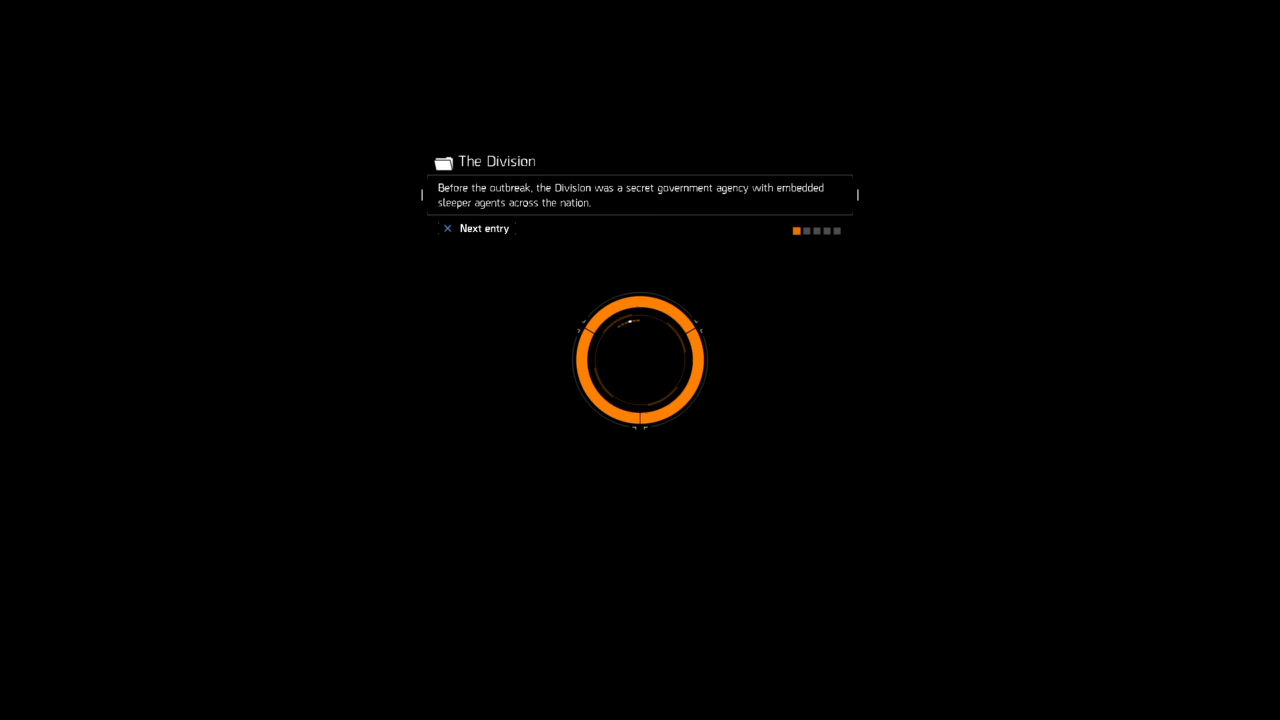 The Division
Before the outbreak, the Division was a secret government agency with embedded
sleeper agents across the nation.
Next entry